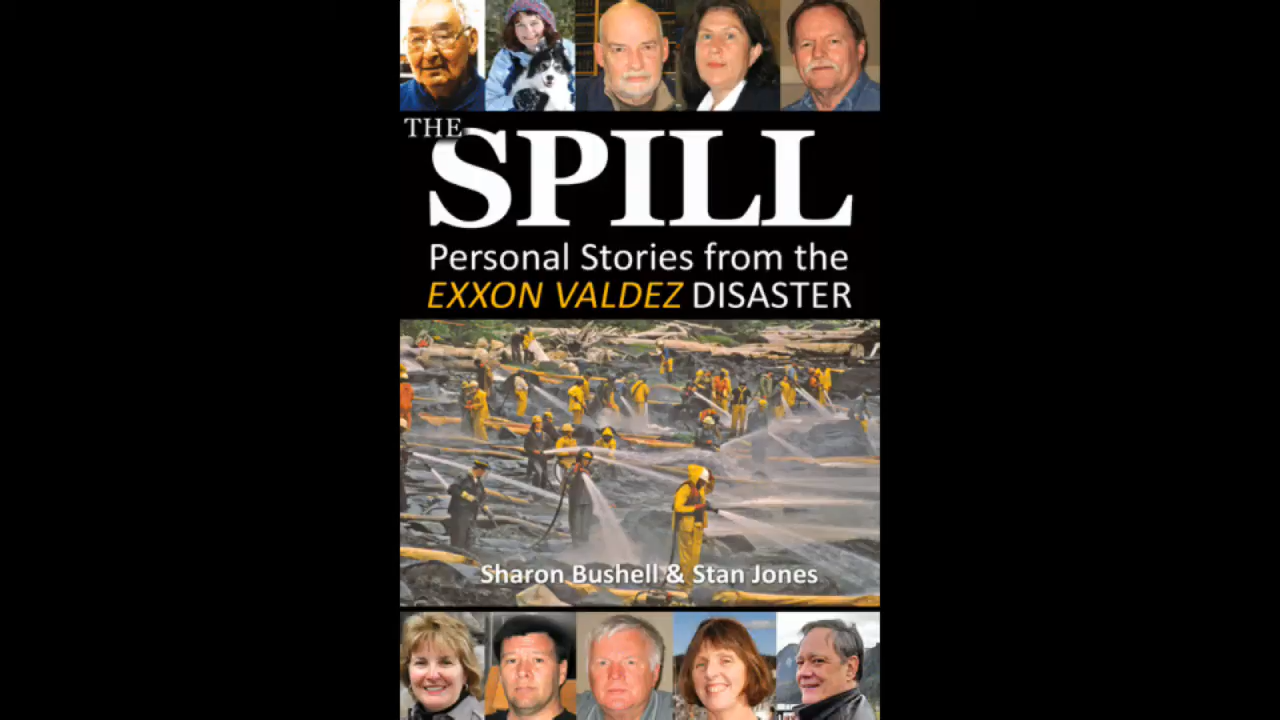 THE
SPILL
Personal Stories from the
EXXON VALDEZ DISASTER
Sharon Bushell & Stan Jones